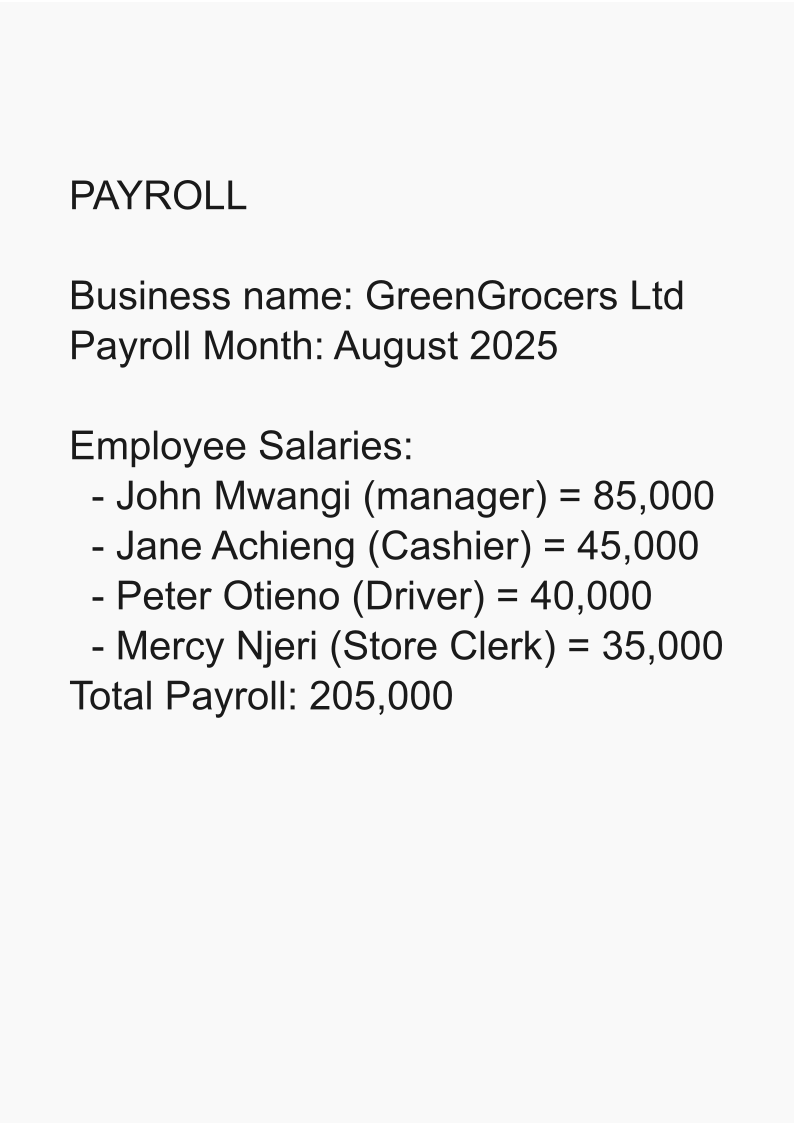 PAYROLL
Business name: GreenGrocers Ltd
Payroll Month: August 2025
Employee Salaries:
- John Mwangi (manager) = 85,000
- Jane Achieng (Cashier) = 45,000
- Peter Otieno (Driver) = 40,000
- Mercy Njeri (Store Clerk) = 35,000
Total Payroll: 205,000